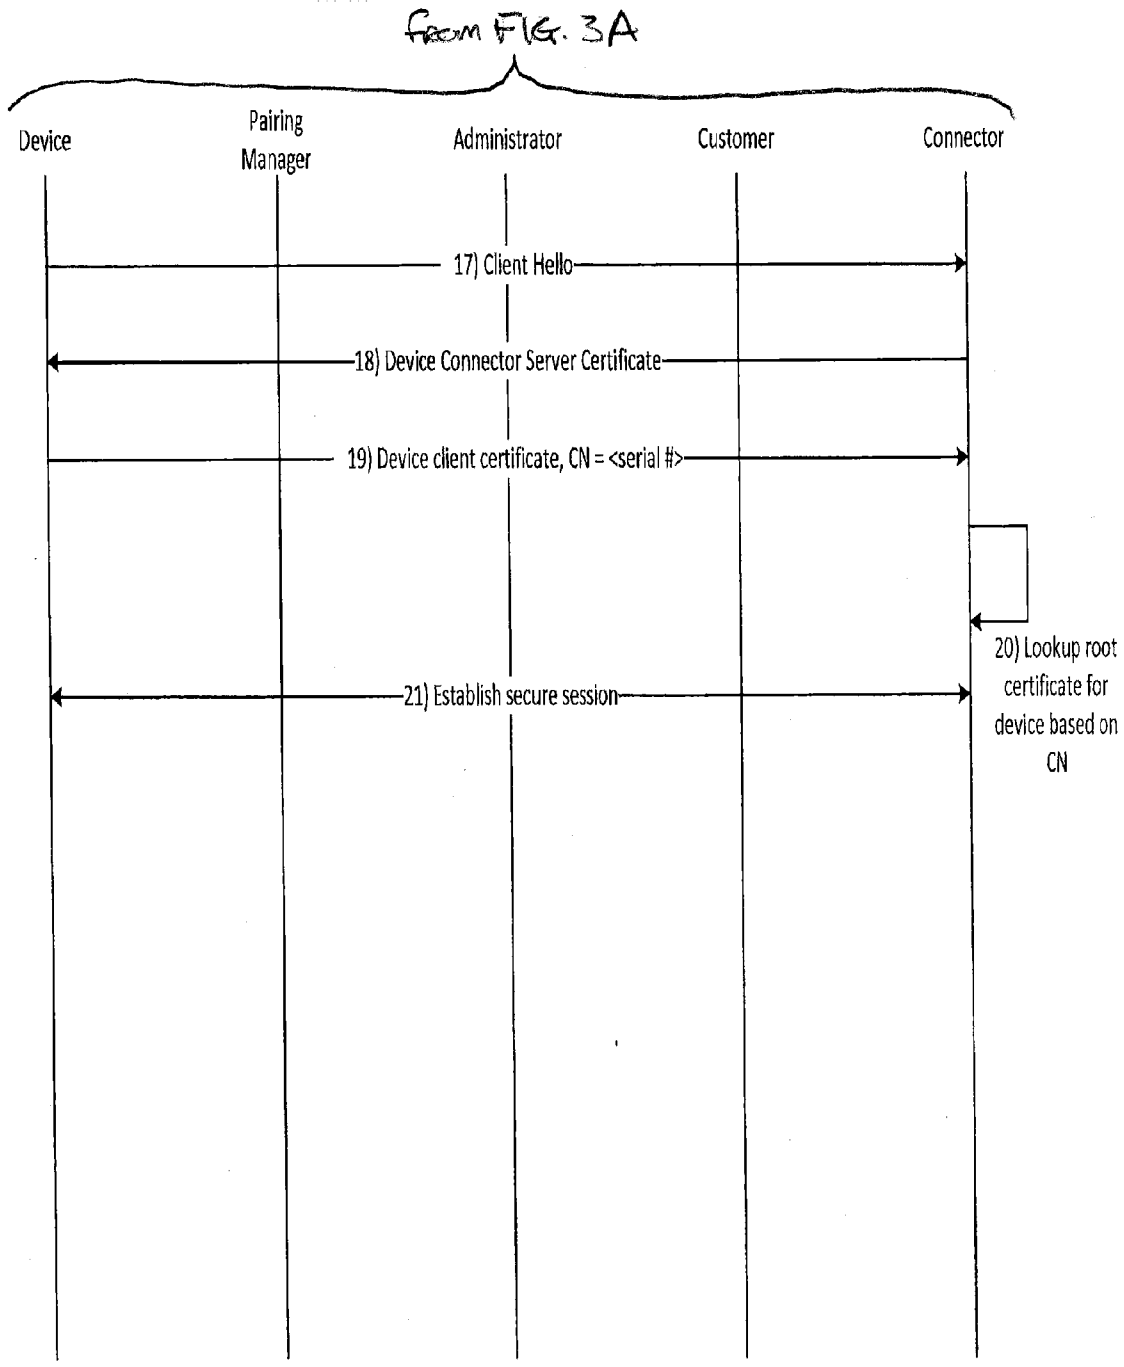 from FIG. 3A
Device
Pairing
Manager
Administrator
Customer
Connector
17) Client Hello
18) Device Connector Server Certificate
19) Device client certificate, CN = <serial #>
20) Lookup root
certificate for
device based on
CN
21) Establish secure session